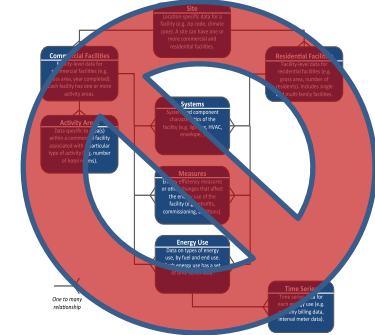 Site
Location-specific data for a
facility (e.g. zip code, climate
zone). A site can have one or
more commercial and
residential facilities.
Commercial Facilities
Facility-level data for
commercial facilities (e.g.
gross area, year completed).
Each facility has one or more
activity areas.
Residential Facilities
Facility-level data for
residential facilities (e.g.
gross area, number of
residents). Includes single
and multi family facilities.
Activity Areas
Data specific to
within a commercial facility
associated with particular
type of activity (e.g. number
of hotel rooms).
Systems
System and component
characteristics of the
facility (e.g. lighting, HVAC,
envelope,
Measures
Energy efficiency measures
or other changes that affect
the energy use of the
facility (e.g. retrofits,
commissioning,
Energy Use
Data on types of energy
use, by fuel and end use.
Each energy use has a set
Time Series
Time series data for
each energy use (e.g.
monthly billing data,
interval meter data).
One to many
relationship